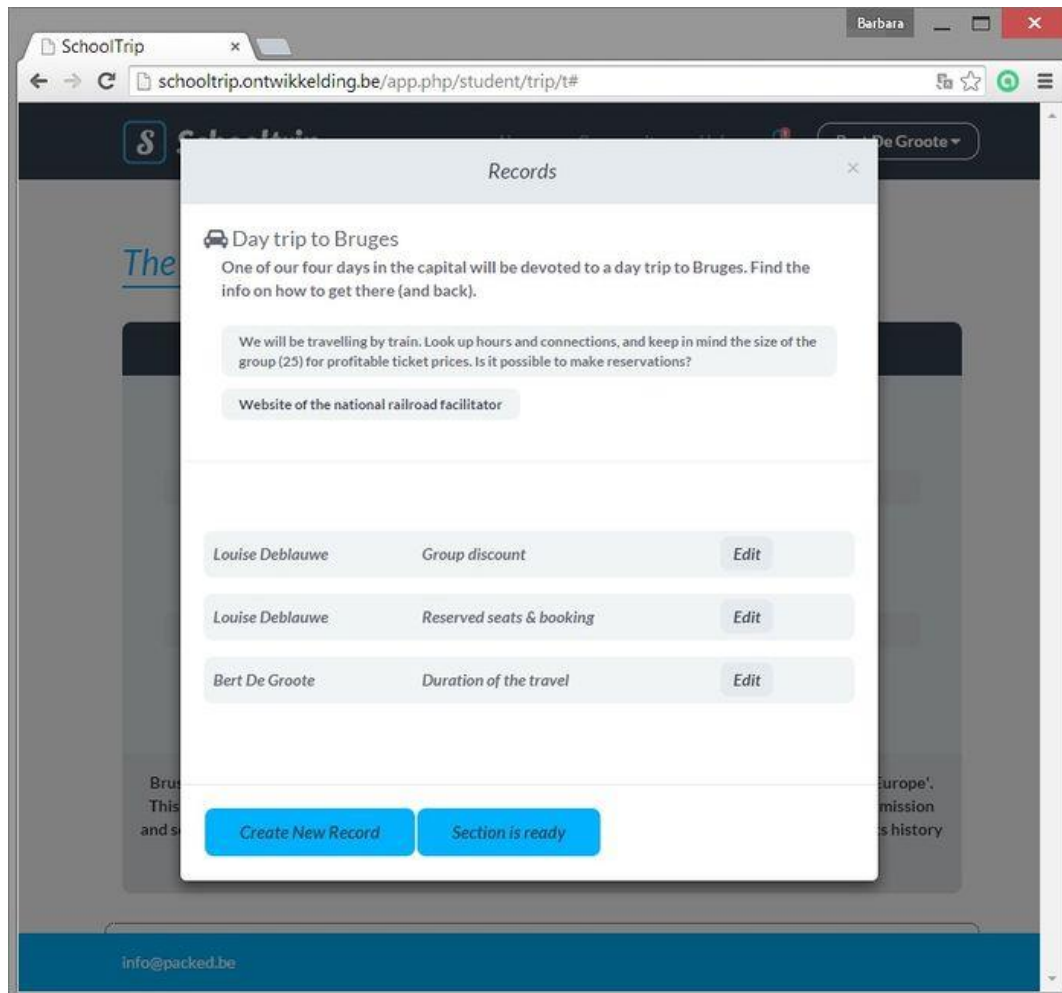 Barbara
SchoolTrip
schooltrip.ontwikkelding.be/app.php/student/trip/t#
S
De Groote
Records
The
Day trip to Bruges
One of our four days in the capital will be devoted to a day trip to Bruges. Find the
info on how to get there (and back).
We will be travelling by train. Look up hours and connections, and keep in mind the size of the
group (25) for profitable ticket prices. Is it possible to make reservations?
Website of the national railroad facilitator
Louise Deblauwe Group discount Edit
Louise Deblauwe Reserved seats & booking Edit
Bert De Groote Duration of the travel Edit
Create New Record Section is ready
info@packed.be